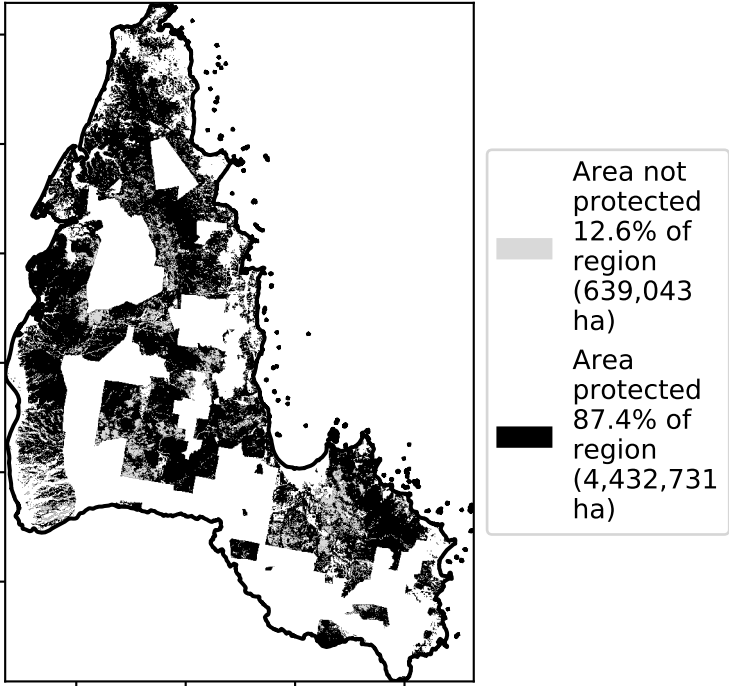 Area not
protected
12.6% of
region
(639,043
ha)
Area
protected
87.4% of
region
(4,432,731
ha)